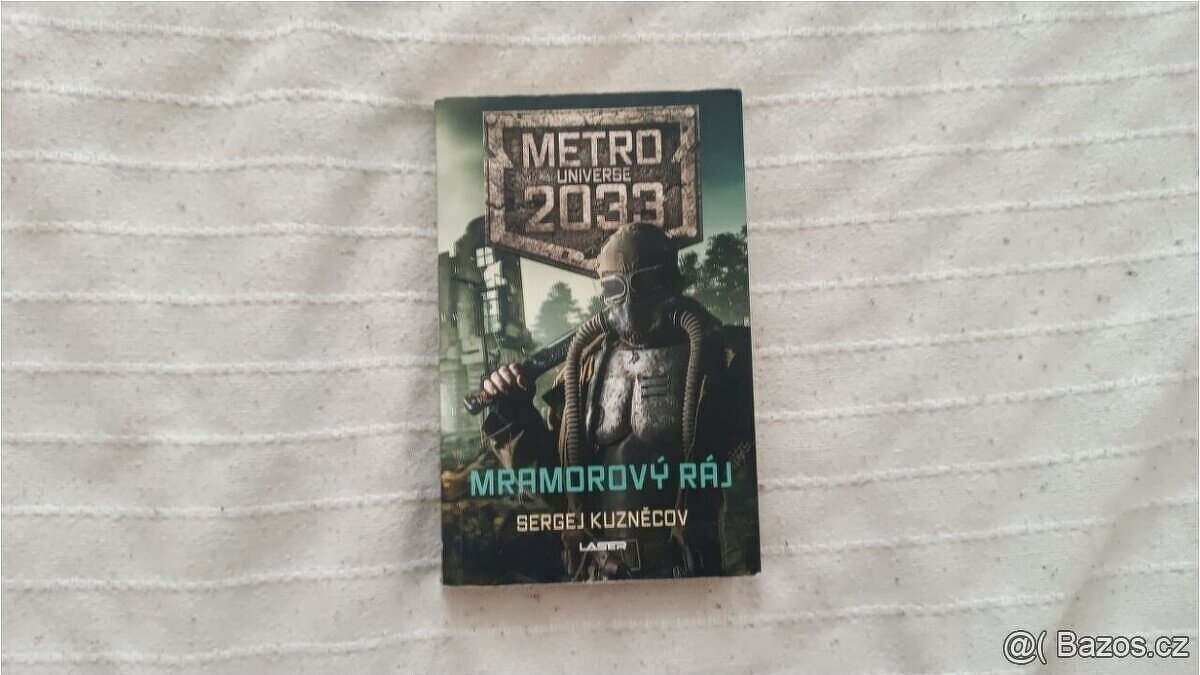 METRO
UNIVERSE
2033
MRAMOROVÝ RÁJ
SERGEJ KUZNĚCOV
LASER
@( Bazos.cz